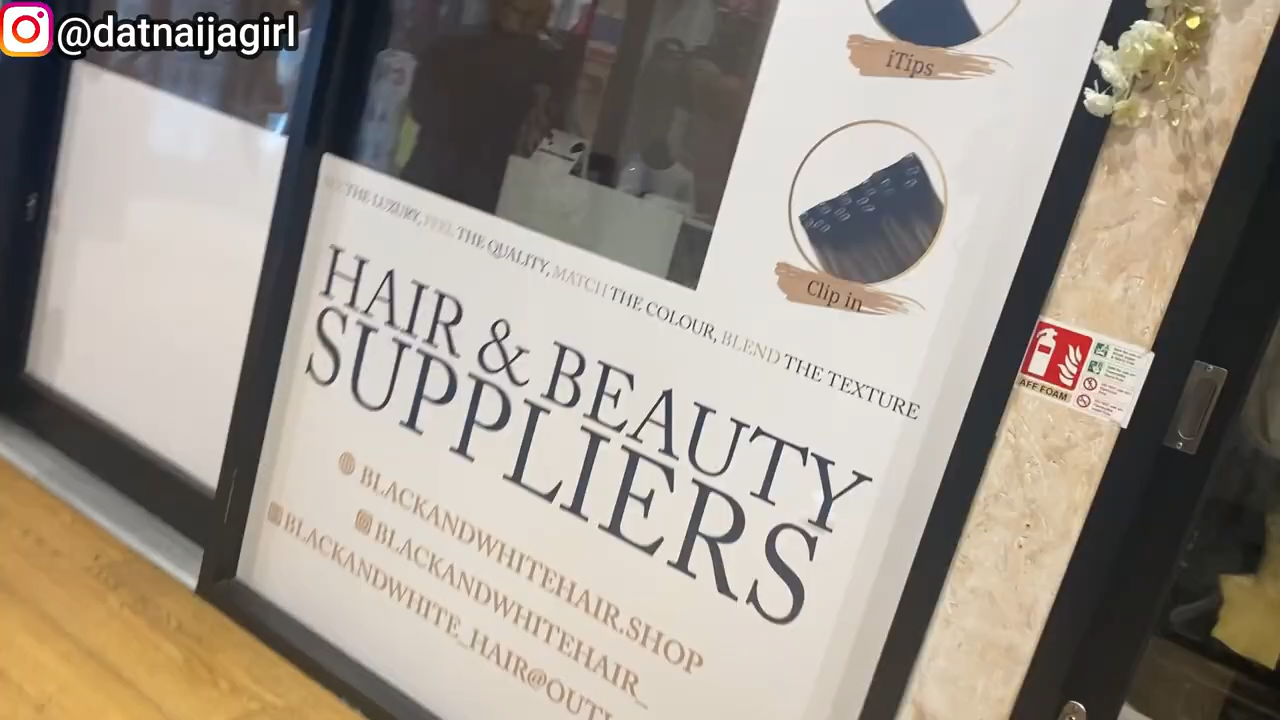 @datnaijagirl
iTips
Clip in
THE LUXURY, FEEL THE QUALITY, MATCH THE COLOUR, BLEND THE TEXTURE
HAIR & BEAUTY
SUPPLIERS
BLACKANDWHITEHAIR.SHOP
BLACKANDWHITEHAIR_
BLACKANDWHITE_HAIR@OUTL
AFF FOAM